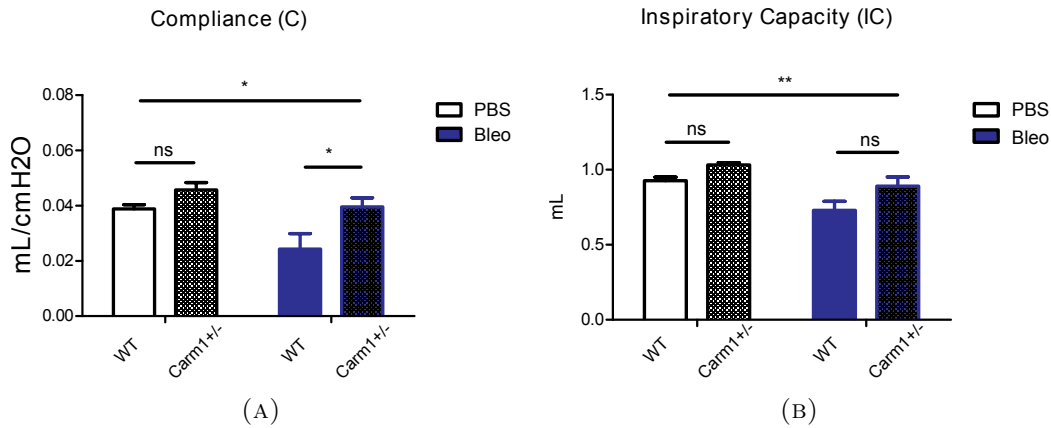 Compliance (C)
mL/cmH2O
0.08
0.06
0.04
0.02
0.00
*
ns
*
PBS
Bleo
WT
Carm1+/-
WT
Carm1+/-
(A)
Inspiratory Capacity (IC)
mL
1.5
1.0
0.5
0.0
**
ns
ns
PBS
Bleo
WT
Carm1+/-
WT
Carm1+/-
(B)